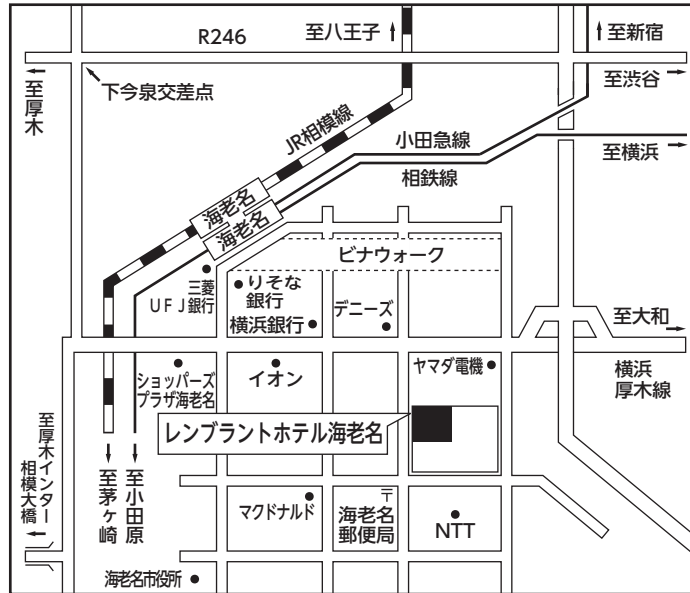 R246
至八王子
至新宿
至厚木
下今泉交差点
至渋谷
JR相模線
小田急線
相鉄線
至横浜
海老名
海老名
ビナウォーク
三菱
UFJ銀行
りそな
銀行
横浜銀行
デニーズ
至大和
横浜
厚木線
ショッパーズ
プラザ海老名
イオン
ヤマダ電機
レンブラントホテル海老名
至厚木インター
相模大橋
至茅ヶ崎
至小田原
マクドナルド
〒
海老名
郵便局
NTT
海老名市役所